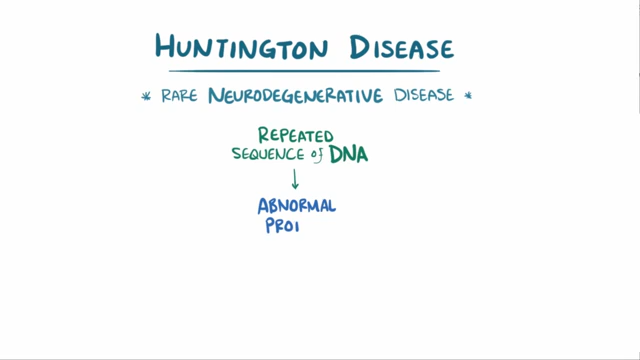 HUNTINGTON DISEASE
* RARE NEURODEGENERATIVE DISEASE *
REPEATED
SEQUENCE of DNA
↓
ABNORMAL
PROI